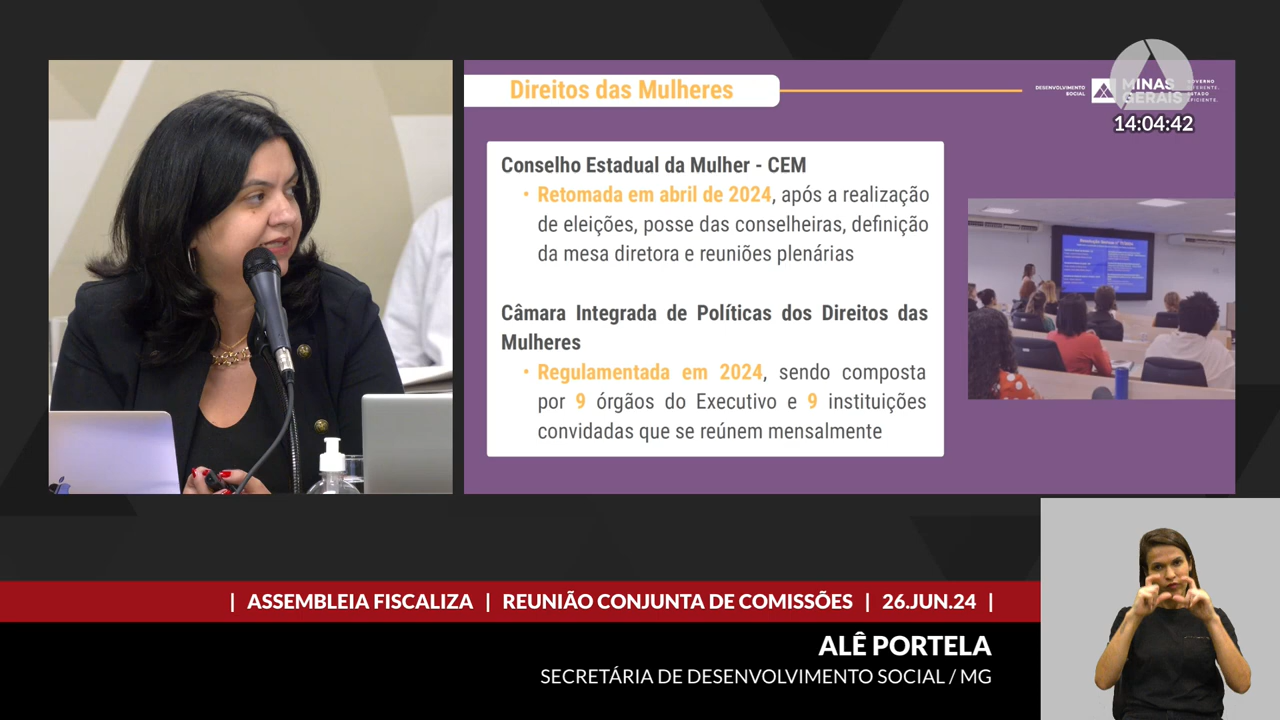 Direitos das Mulheres
DESENVOLVIMENTO
SOCIAL
MINAS
GERAIS
14:04:42
Conselho Estadual da Mulher - CEM
• Retomada em abril de 2024, após a realização
de eleições, posse das conselheiras, definição
da mesa diretora e reuniões plenárias
Câmara Integrada de Políticas dos Direitos das
Mulheres
• Regulamentada em 2024, sendo composta
por 9 órgãos do Executivo e 9 instituições
convidadas que se reúnem mensalmente
| ASSEMBLEIA FISCALIZA | REUNIÃO CONJUNTA DE COMISSÕES | 26.JUN.24 |
ALÊ PORTELA
SECRETÁRIA DE DESENVOLVIMENTO SOCIAL / MG